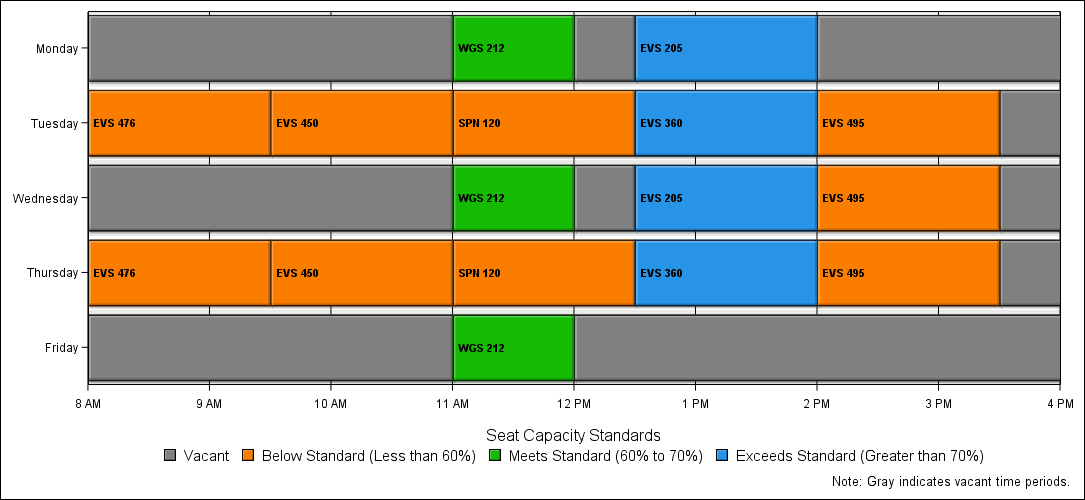 Monday WGS 212 EVS 205
Tuesday EVS 476 EVS 450 SPN 120 EVS 360 EVS 495
Wednesday WGS 212 EVS 205 EVS 495
Thursday EVS 476 EVS 450 SPN 120 EVS 360 EVS 495
Friday WGS 212
8 AM 9 AM 10 AM 11 AM 12 PM 1 PM 2 PM 3 PM 4 PM
Seat Capacity Standards
Vacant Below Standard (Less than 60%) Meets Standard (60% to 70%) Exceeds Standard (Greater than 70%)
Note: Gray indicates vacant time periods.